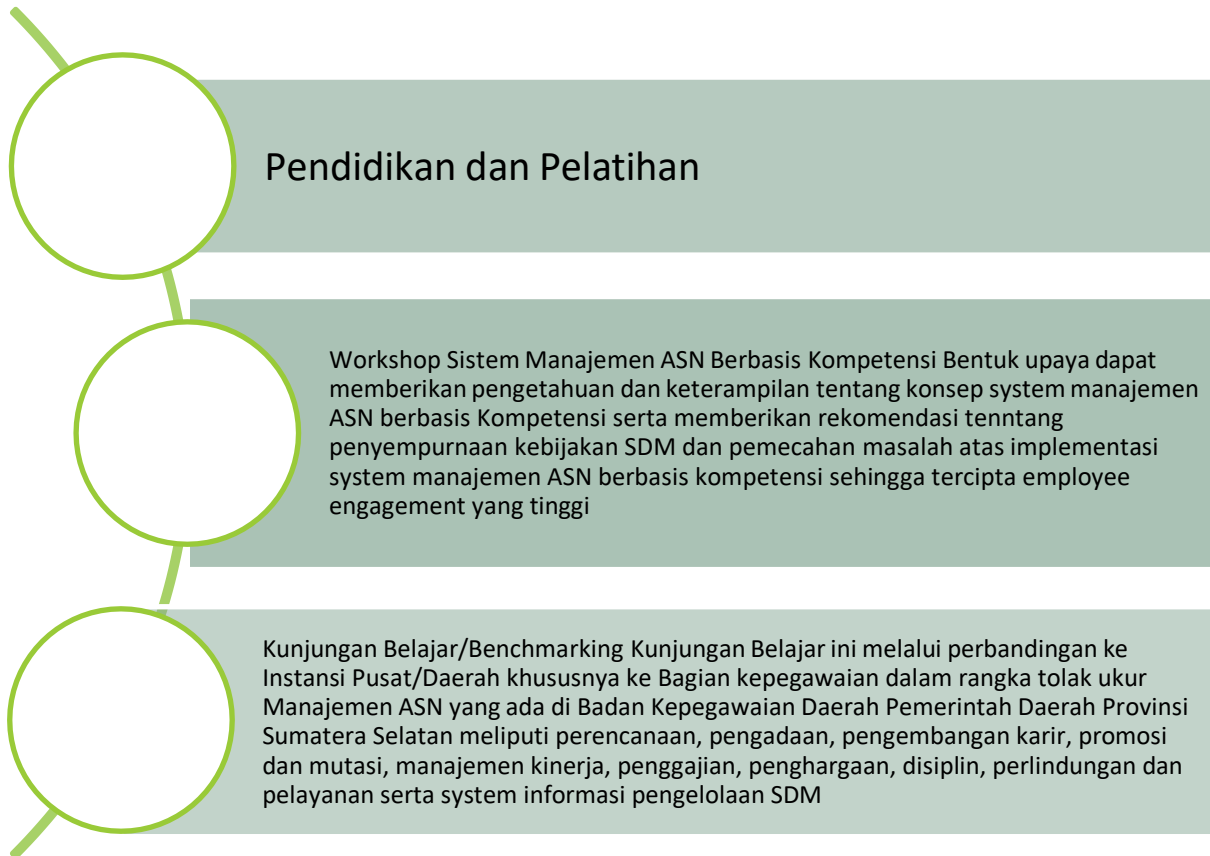 Pendidikan dan Pelatihan
Workshop Sistem Manajemen ASN Berbasis Kompetensi Bentuk upaya dapat
memberikan pengetahuan dan keterampilan tentang konsep system manajemen
ASN berbasis Kompetensi serta memberikan rekomendasi tenntang
penyempurnaan kebijakan SDM dan pemecahan masalah atas implementasi
system manajemen ASN berbasis kompetensi sehingga tercipta employee
engagement yang tinggi
Kunjungan Belajar/Benchmarking Kunjungan Belajar ini melalui perbandingan ke
Instansi Pusat/Daerah khususnya ke Bagian kepegawaian dalam rangka tolak ukur
Manajemen ASN yang ada di Badan Kepegawaian Daerah Pemerintah Daerah Provinsi
Sumatera Selatan meliputi perencanaan, pengadaan, pengembangan karir, promosi
dan mutasi, manajemen kinerja, penggajian, penghargaan, disiplin, perlindungan dan
pelayanan serta system informasi pengelolaan SDM